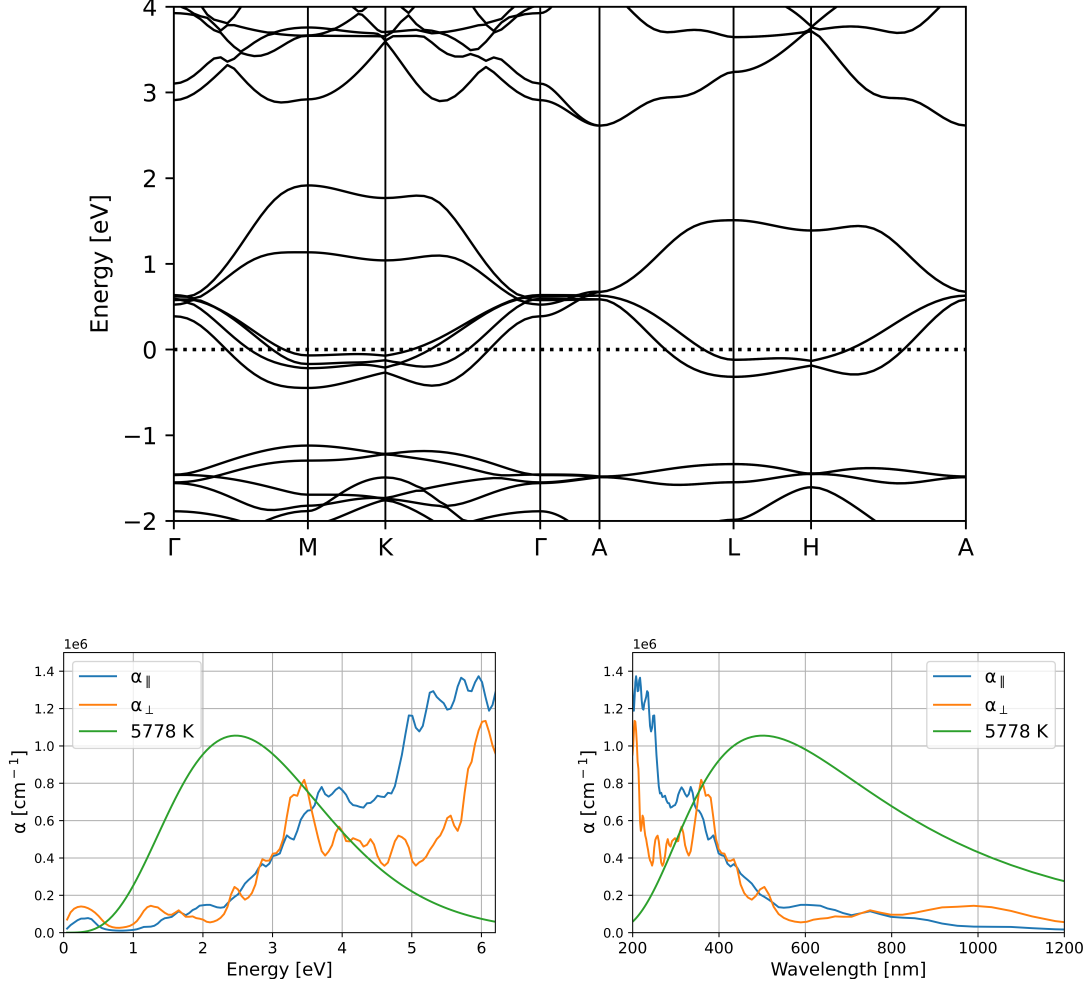 Energy [eV]
4
3
2
1
0
−1
−2
Γ
M
K
Γ
A
L
H
A
1e6
α [cm⁻¹]
1.4
1.2
1.0
0.8
0.6
0.4
0.2
0.0
α∥
α⊥
5778 K
0
1
2
3
4
5
6
Energy [eV]
1e6
α [cm⁻¹]
1.4
1.2
1.0
0.8
0.6
0.4
0.2
0.0
α∥
α⊥
5778 K
200
400
600
800
1000
1200
Wavelength [nm]